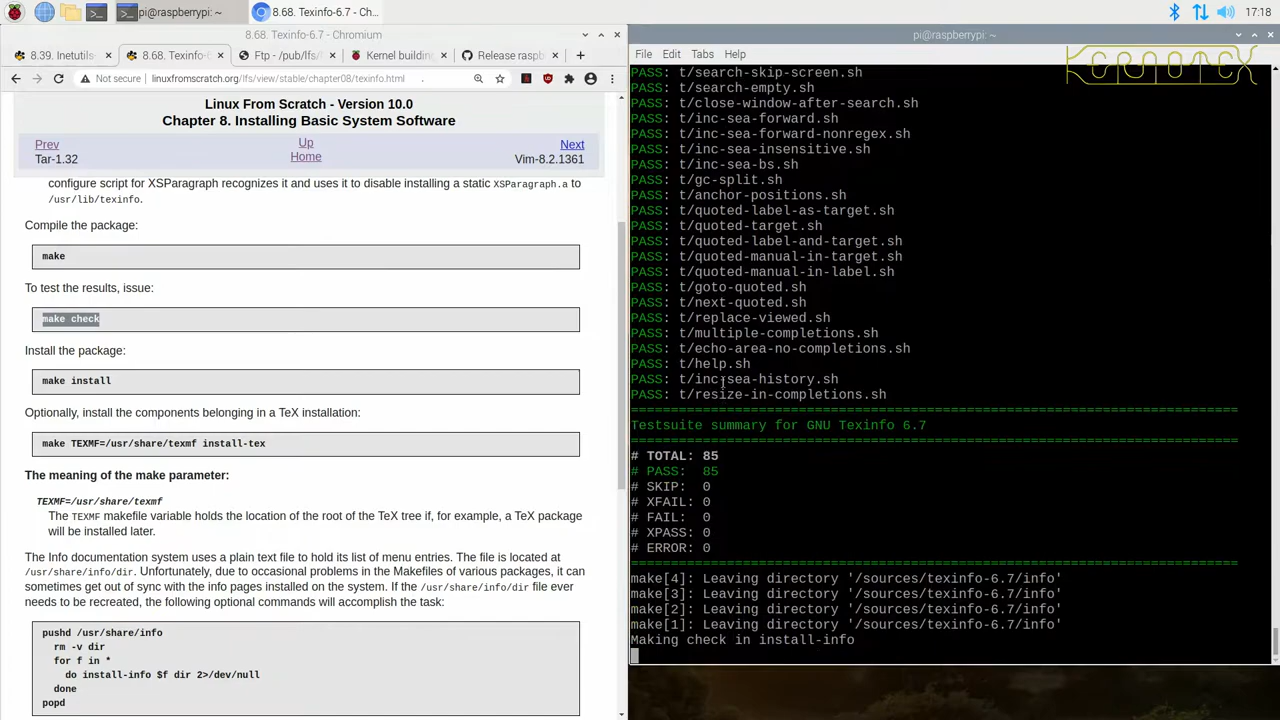 pi@raspberrypi: ~
8.68. Texinfo-6.7 - Ch...
17:18
8.68. Texinfo-6.7 - Chromium
8.39. Inetutils-
8.68. Texinfo-6.
Ftp - /pub/lfs/
Kernel building
Release raspb
Not secure | linuxfromscratch.org/lfs/view/stable/chapter08/texinfo.html
Linux From Scratch - Version 10.0
Chapter 8. Installing Basic System Software
Prev
Up
Next
Tar-1.32
Home
Vim-8.2.1361
configure script for XSParagraph recognizes it and uses it to disable installing a static XSParagraph.a to
/usr/lib/texinfo.
Compile the package:
make
To test the results, issue:
make check
Install the package:
make install
Optionally, install the components belonging in a TeX installation:
make TEXMF=/usr/share/texmf install-tex
The meaning of the make parameter:
TEXMF=/usr/share/texmf
The TEXMF makefile variable holds the location of the root of the TeX tree if, for example, a TeX package
will be installed later.
The Info documentation system uses a plain text file to hold its list of menu entries. The file is located at
/usr/share/info/dir. Unfortunately, due to occasional problems in the Makefiles of various packages, it can
sometimes get out of sync with the info pages installed on the system. If the /usr/share/info/dir file ever
needs to be recreated, the following optional commands will accomplish the task:
pushd /usr/share/info
rm -v dir
for f in *
do install-info $f dir 2>/dev/null
done
popd
pi@raspberrypi: ~
File Edit Tabs Help
PASS: t/search-skip-screen.sh
PASS: t/search-empty.sh
PASS: t/close-window-after-search.sh
PASS: t/inc-sea-forward.sh
PASS: t/inc-sea-forward-nonregex.sh
PASS: t/inc-sea-insensitive.sh
PASS: t/inc-sea-bs.sh
PASS: t/gc-split.sh
PASS: t/anchor-positions.sh
PASS: t/quoted-label-as-target.sh
PASS: t/quoted-target.sh
PASS: t/quoted-label-and-target.sh
PASS: t/quoted-manual-in-target.sh
PASS: t/quoted-manual-in-label.sh
PASS: t/goto-quoted.sh
PASS: t/next-quoted.sh
PASS: t/replace-viewed.sh
PASS: t/multiple-completions.sh
PASS: t/echo-area-no-completions.sh
PASS: t/help.sh
PASS: t/inc-sea-history.sh
PASS: t/resize-in-completions.sh
============================================================================
Testsuite summary for GNU Texinfo 6.7
============================================================================
# TOTAL: 85
# PASS:  85
# SKIP:  0
# XFAIL: 0
# FAIL:  0
# XPASS: 0
# ERROR: 0
============================================================================
make[4]: Leaving directory '/sources/texinfo-6.7/info'
make[3]: Leaving directory '/sources/texinfo-6.7/info'
make[2]: Leaving directory '/sources/texinfo-6.7/info'
make[1]: Leaving directory '/sources/texinfo-6.7/info'
Making check in install-info